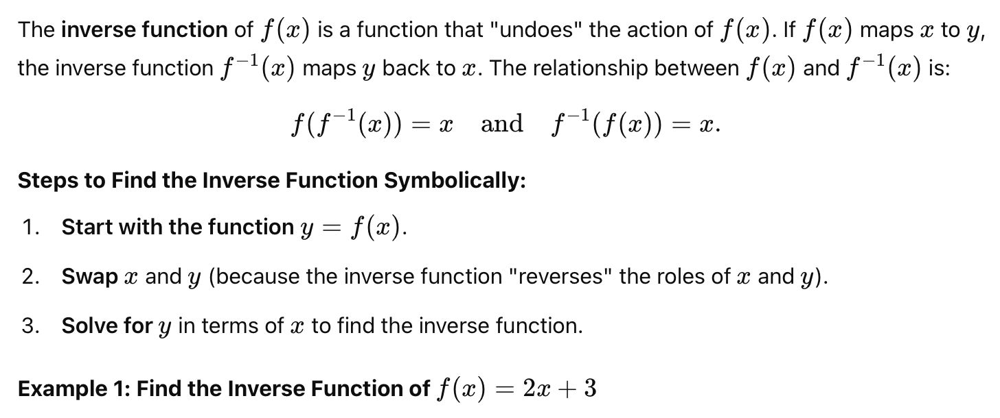 The inverse function of f(x) is a function that "undoes" the action of f(x). If f(x) maps x to y,
the inverse function f⁻¹(x) maps y back to x. The relationship between f(x) and f⁻¹(x) is:
f(f⁻¹(x)) = x and f⁻¹(f(x)) = x.
Steps to Find the Inverse Function Symbolically:
1. Start with the function y = f(x).
2. Swap x and y (because the inverse function "reverses" the roles of x and y).
3. Solve for y in terms of x to find the inverse function.
Example 1: Find the Inverse Function of f(x) = 2x + 3